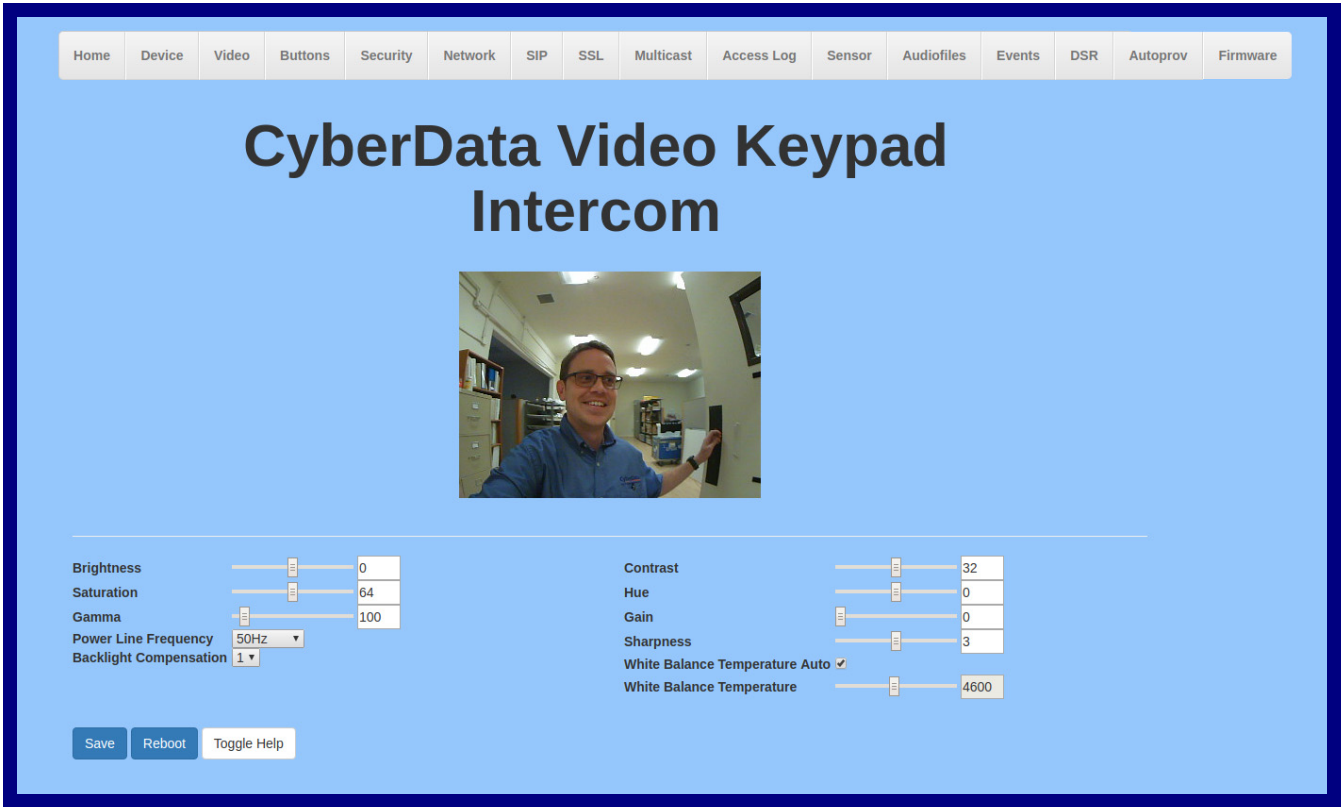 Home Device Video Buttons Security Network SIP SSL Multicast Access Log Sensor Audiofiles Events DSR Autoprov Firmware
CyberData Video Keypad
Intercom
Brightness 0
Saturation 64
Gamma 100
Power Line Frequency 50Hz
Backlight Compensation 1
Contrast 32
Hue 0
Gain 0
Sharpness 3
White Balance Temperature Auto
White Balance Temperature 4600
Save Reboot Toggle Help